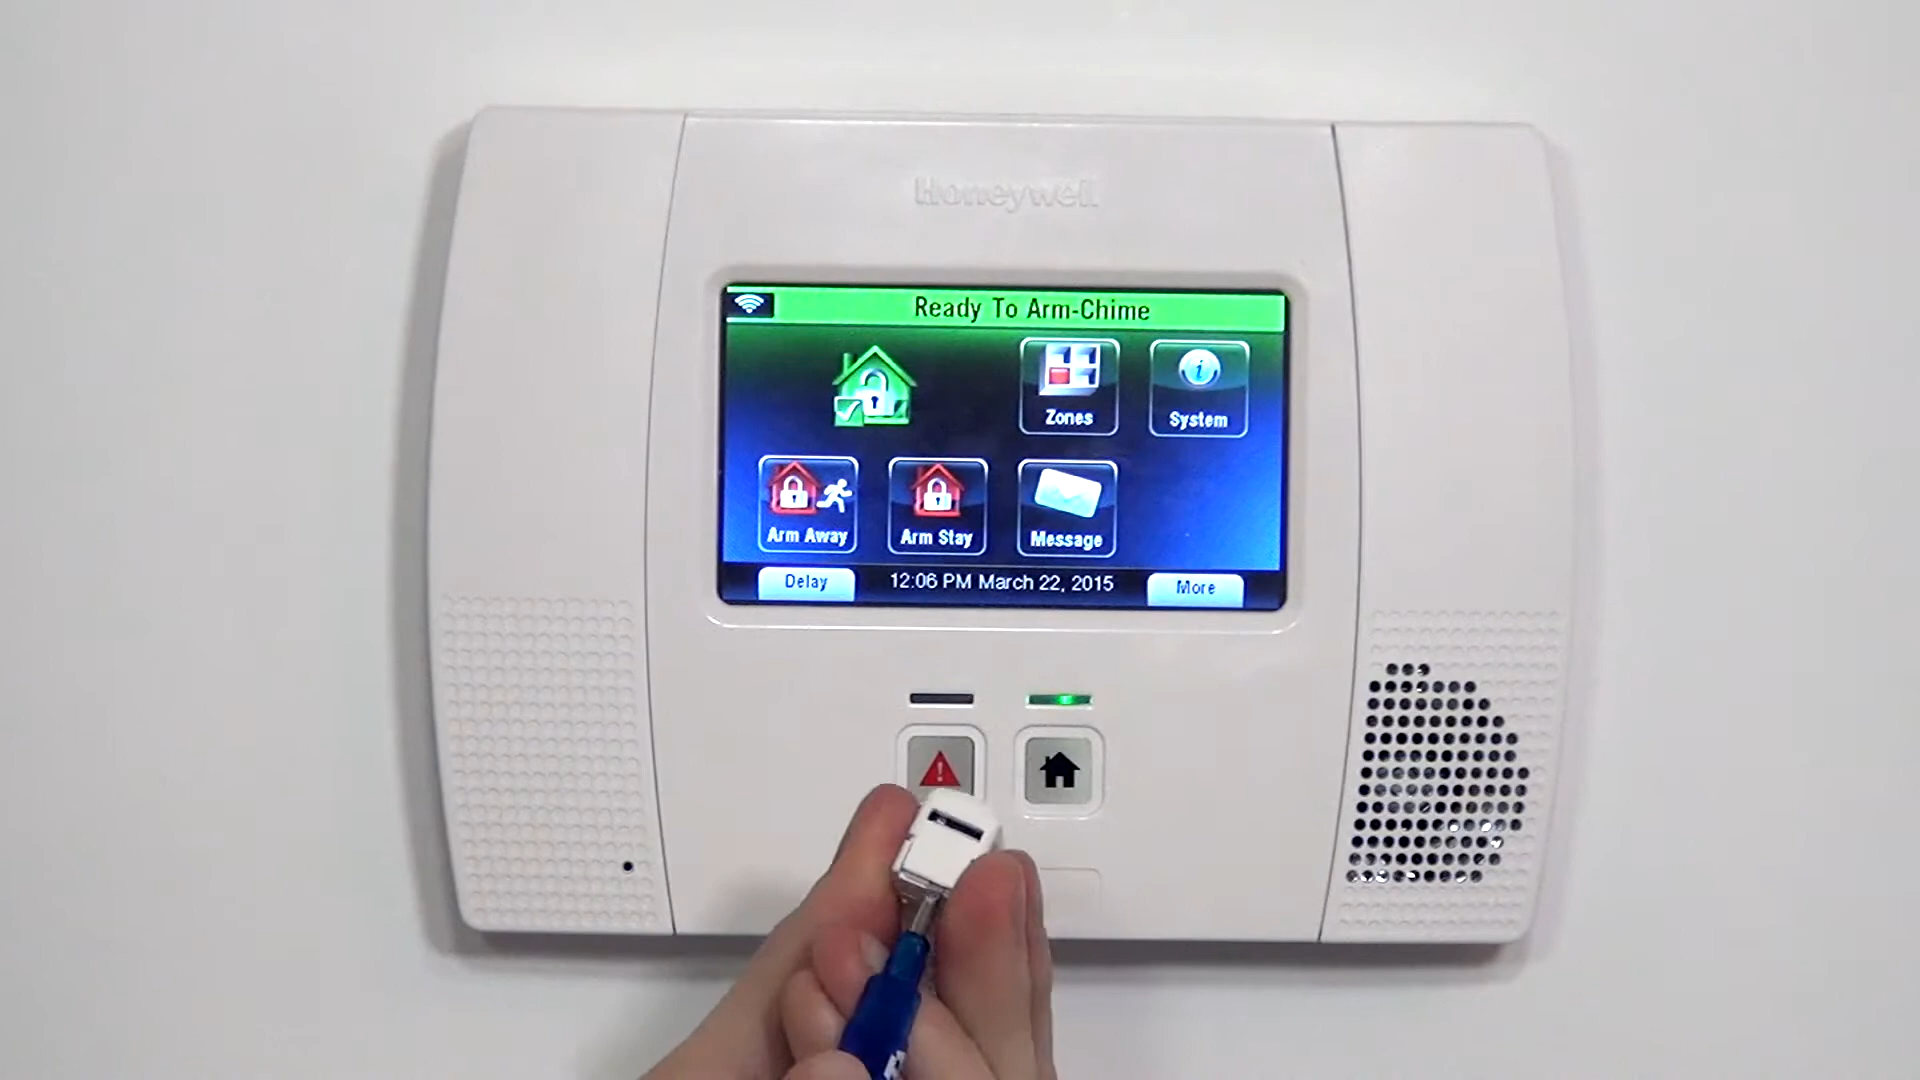 Honeywell
Ready To Arm-Chime
Zones
System
Arm Away
Arm Stay
Message
Delay
12:06 PM March 22, 2015
More